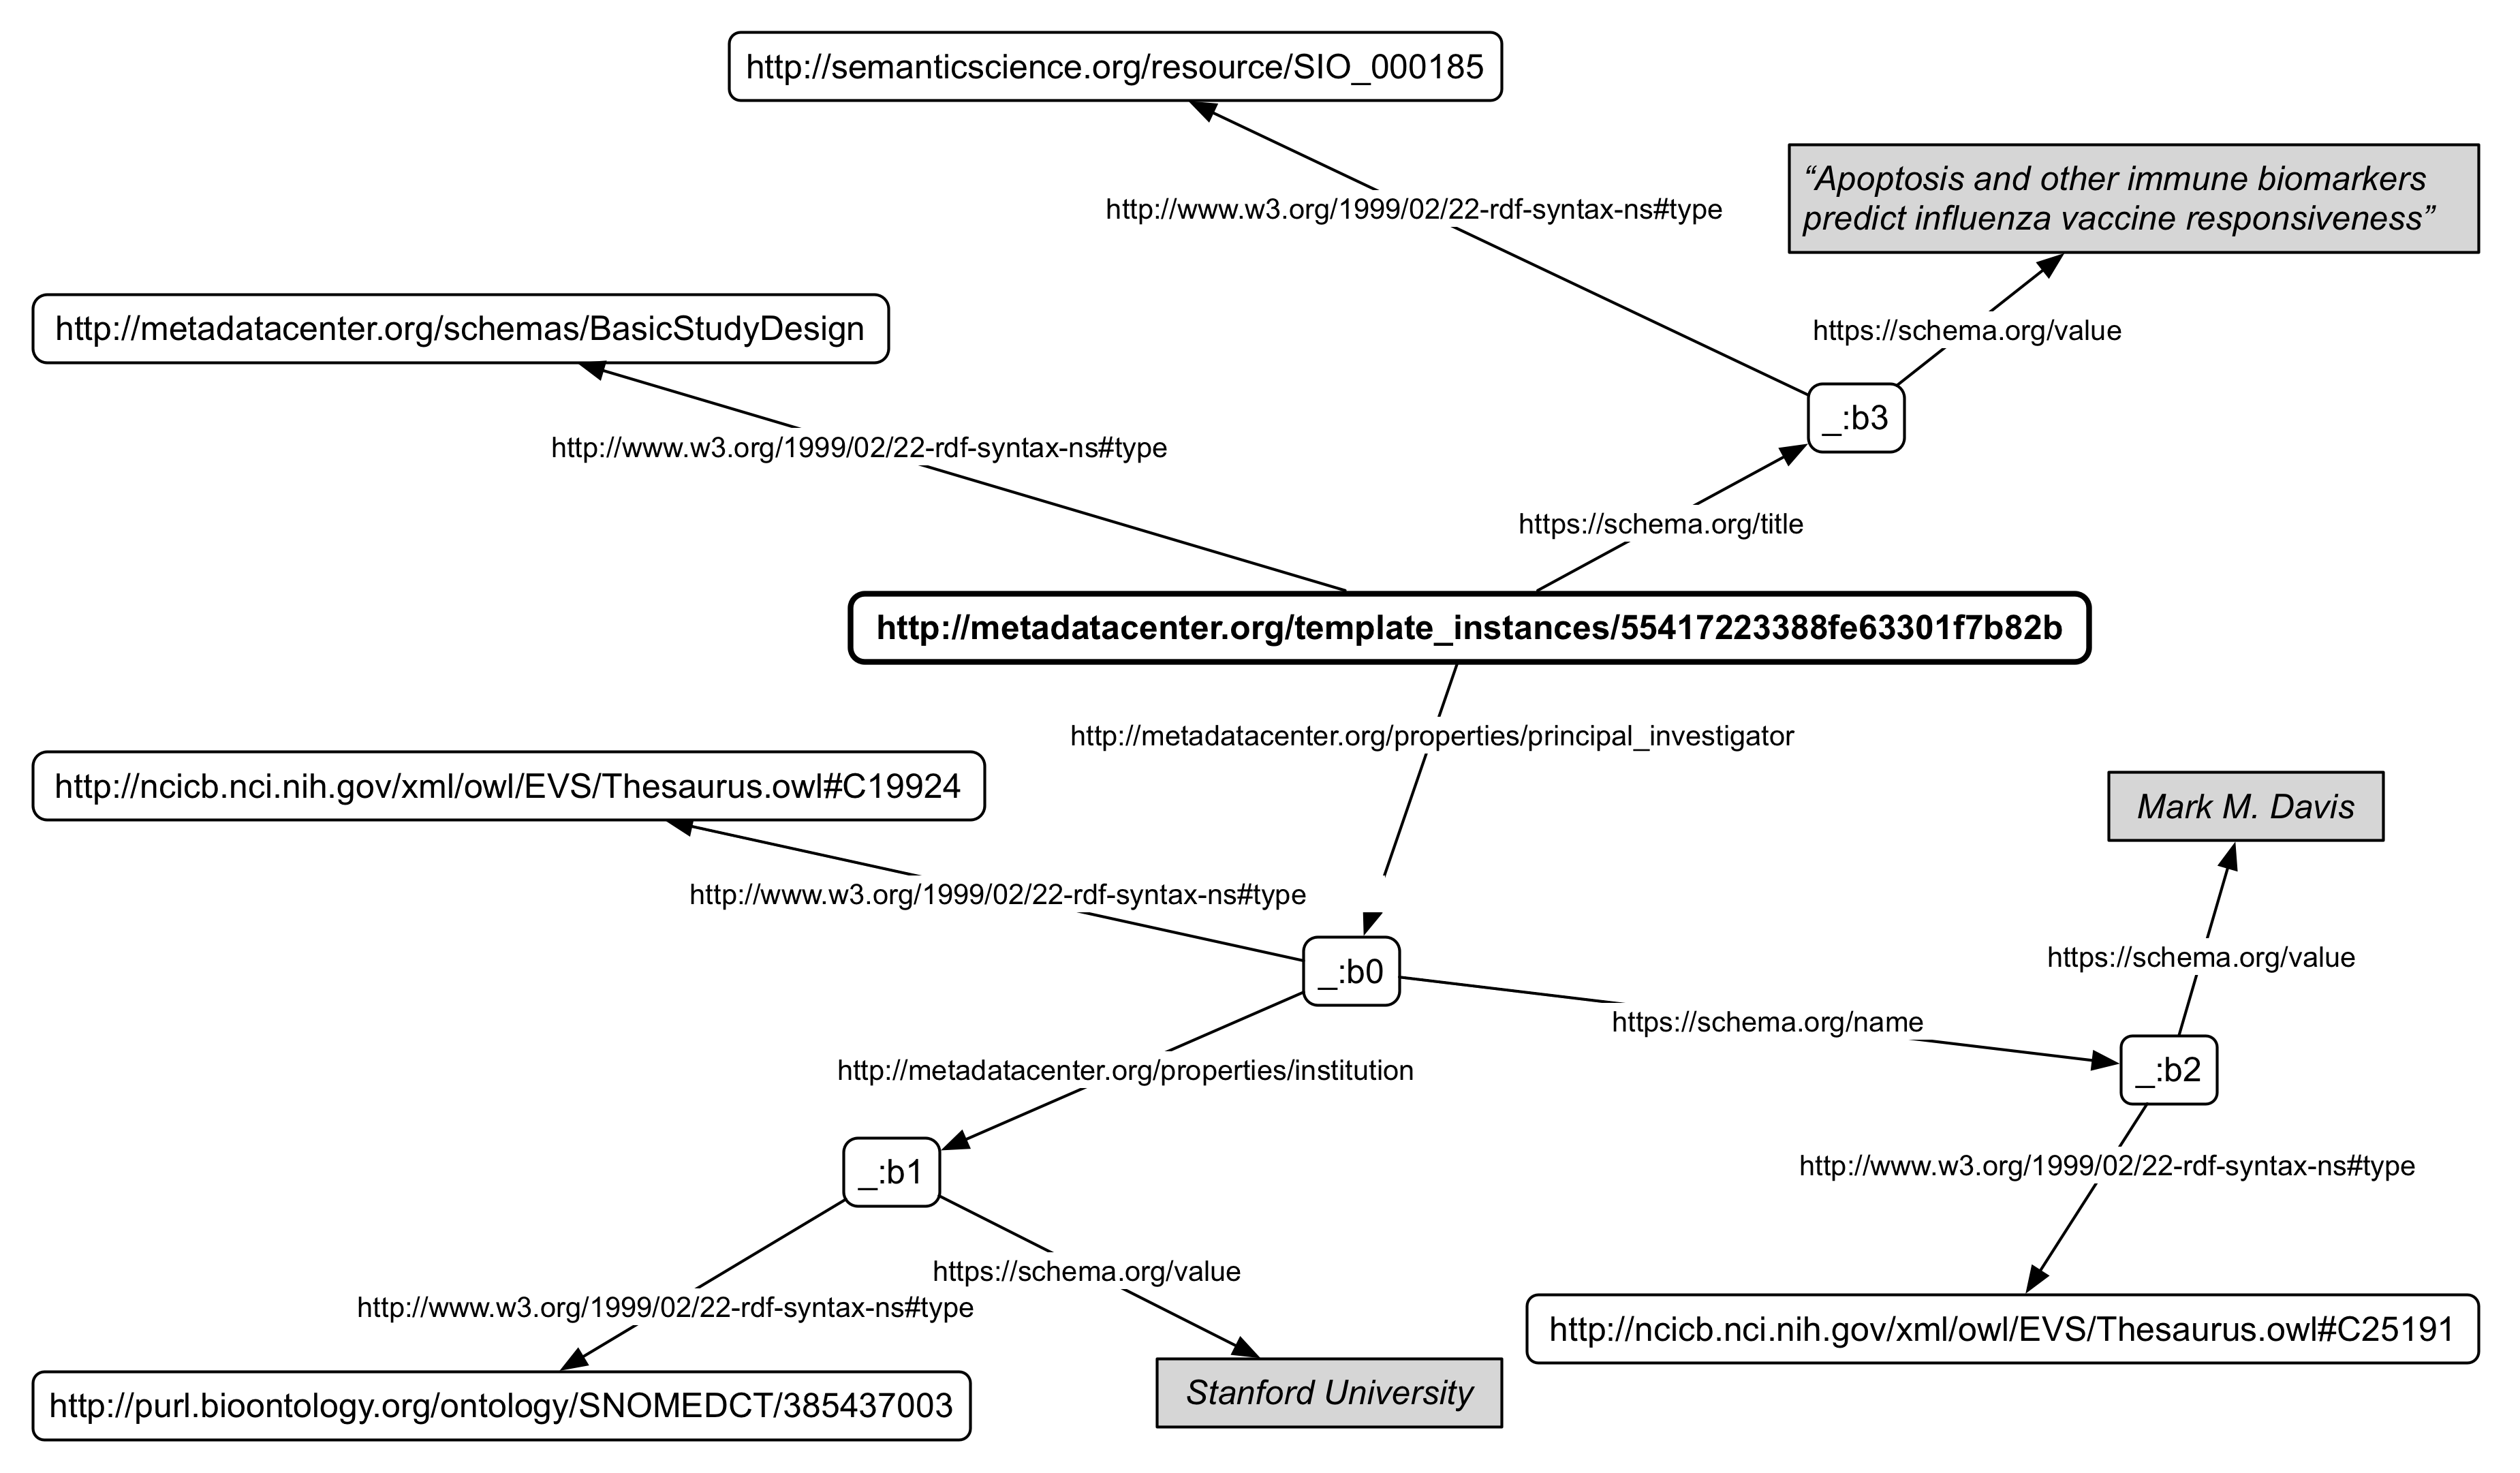 http://semanticscience.org/resource/SIO_000185
“Apoptosis and other immune biomarkers
predict influenza vaccine responsiveness”
http://www.w3.org/1999/02/22-rdf-syntax-ns#type
http://metadatacenter.org/schemas/BasicStudyDesign
https://schema.org/value
_:b3
http://www.w3.org/1999/02/22-rdf-syntax-ns#type
https://schema.org/title
http://metadatacenter.org/template_instances/55417223388fe63301f7b82b
http://metadatacenter.org/properties/principal_investigator
http://ncicb.nci.nih.gov/xml/owl/EVS/Thesaurus.owl#C19924
Mark M. Davis
http://www.w3.org/1999/02/22-rdf-syntax-ns#type
https://schema.org/value
_:b0
https://schema.org/name
http://metadatacenter.org/properties/institution
_:b2
_:b1
http://www.w3.org/1999/02/22-rdf-syntax-ns#type
https://schema.org/value
http://www.w3.org/1999/02/22-rdf-syntax-ns#type
http://ncicb.nci.nih.gov/xml/owl/EVS/Thesaurus.owl#C25191
Stanford University
http://purl.bioontology.org/ontology/SNOMEDCT/385437003